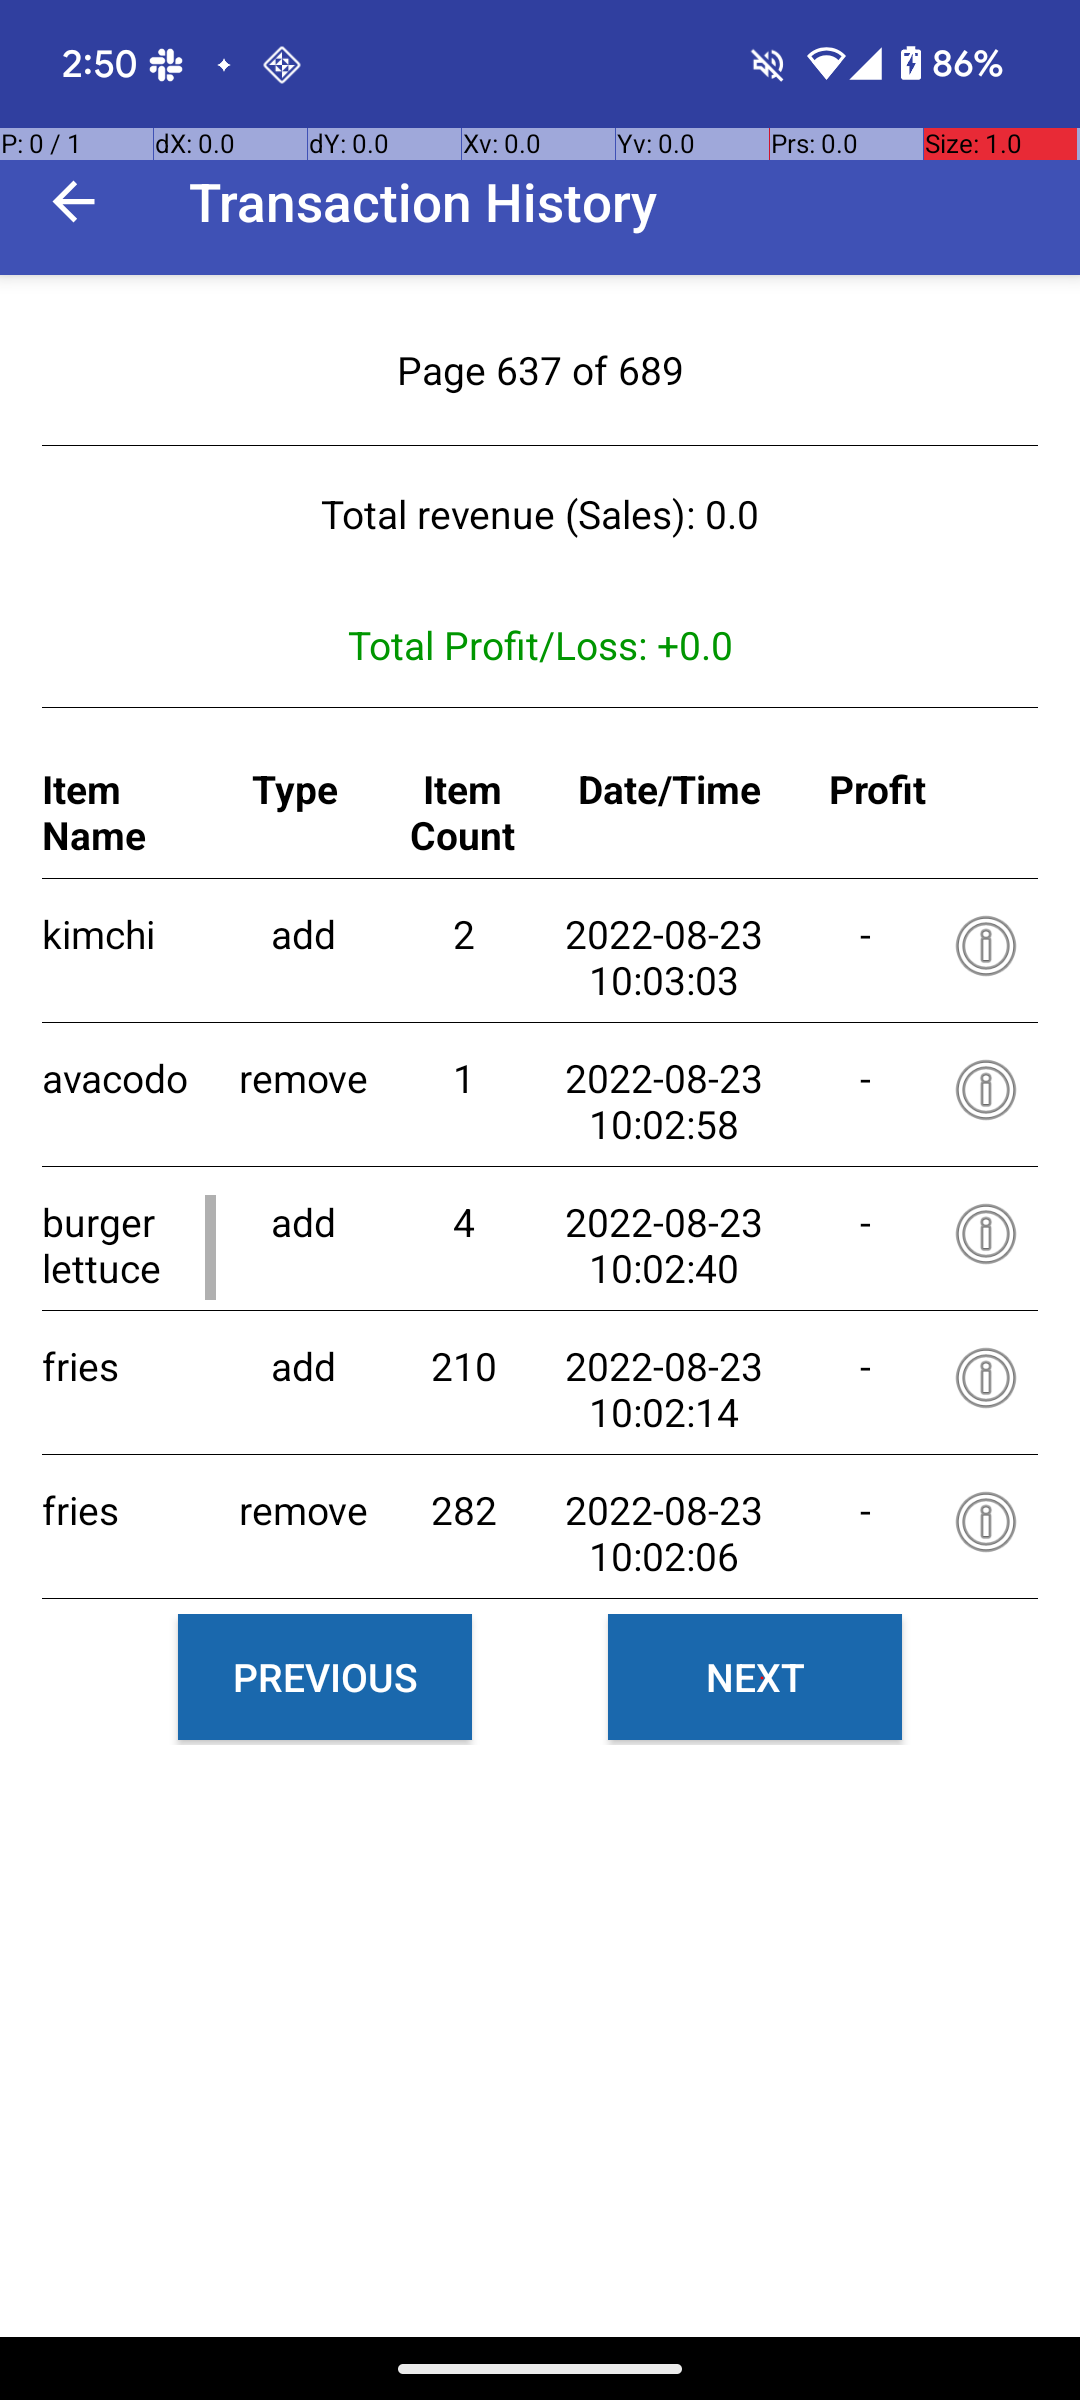 2:50 86%
P: 0 / 1 dX: 0.0 dY: 0.0 Xv: 0.0 Yv: 0.0 Prs: 0.0 Size: 1.0
Transaction History
Page 637 of 689
Total revenue (Sales): 0.0
Total Profit/Loss: +0.0
Item Name Type Item Count Date/Time Profit
kimchi add 2 2022-08-23 10:03:03 -
avacodo remove 1 2022-08-23 10:02:58 -
burger lettuce add 4 2022-08-23 10:02:40 -
fries add 210 2022-08-23 10:02:14 -
fries remove 282 2022-08-23 10:02:06 -
PREVIOUS NEXT